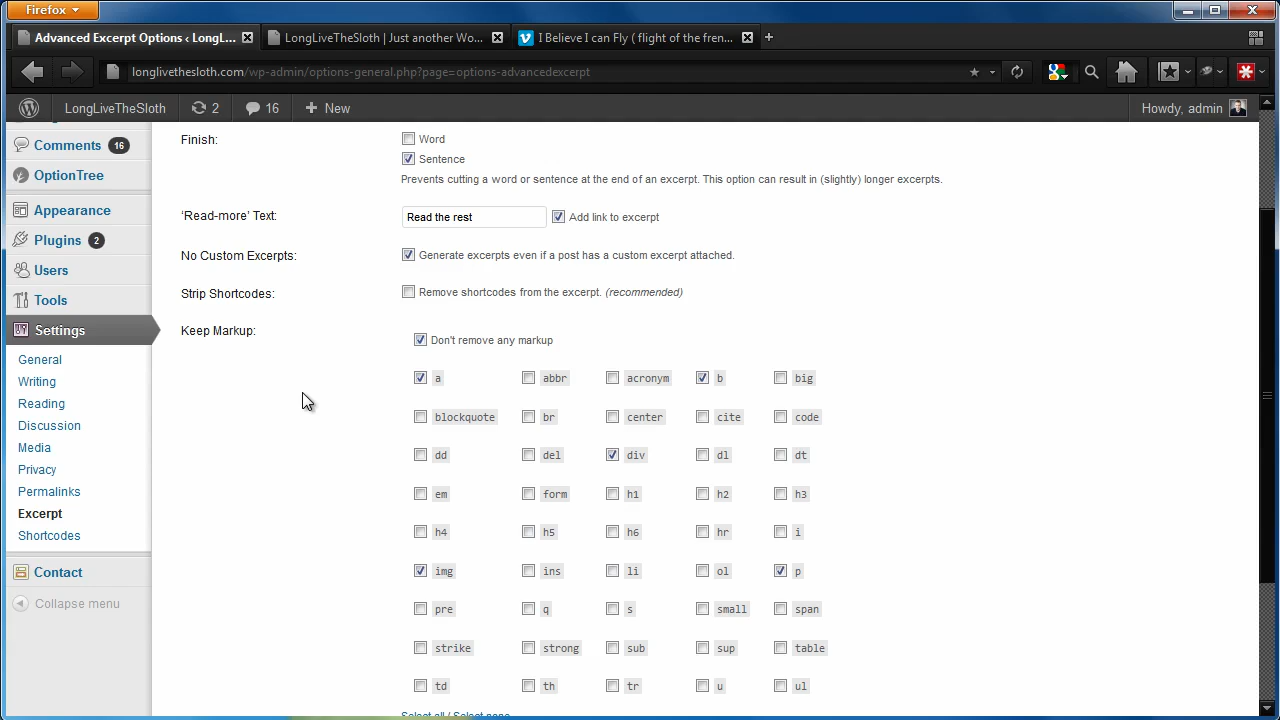 Firefox
Advanced Excerpt Options ‹ LongL...
LongLiveTheSloth | Just another Wo...
I Believe I can Fly ( flight of the fren...
longlivethesloth.com/wp-admin/options-general.php?page=options-advancedexcerpt
LongLiveTheSloth 2 16 New
Howdy, admin
Comments 16
OptionTree
Appearance
Plugins 2
Users
Tools
Settings
General
Writing
Reading
Discussion
Media
Privacy
Permalinks
Excerpt
Shortcodes
Contact
Collapse menu
Finish:
Word
Sentence
Prevents cutting a word or sentence at the end of an excerpt. This option can result in (slightly) longer excerpts.
‘Read-more’ Text: Read the rest Add link to excerpt
No Custom Excerpts: Generate excerpts even if a post has a custom excerpt attached.
Strip Shortcodes: Remove shortcodes from the excerpt. (recommended)
Keep Markup: Don't remove any markup
a abbr acronym b big
blockquote br center cite code
dd del div dl dt
em form h1 h2 h3
h4 h5 h6 hr i
img ins li ol p
pre q s small span
strike strong sub sup table
td th tr u ul
Select all / Select none